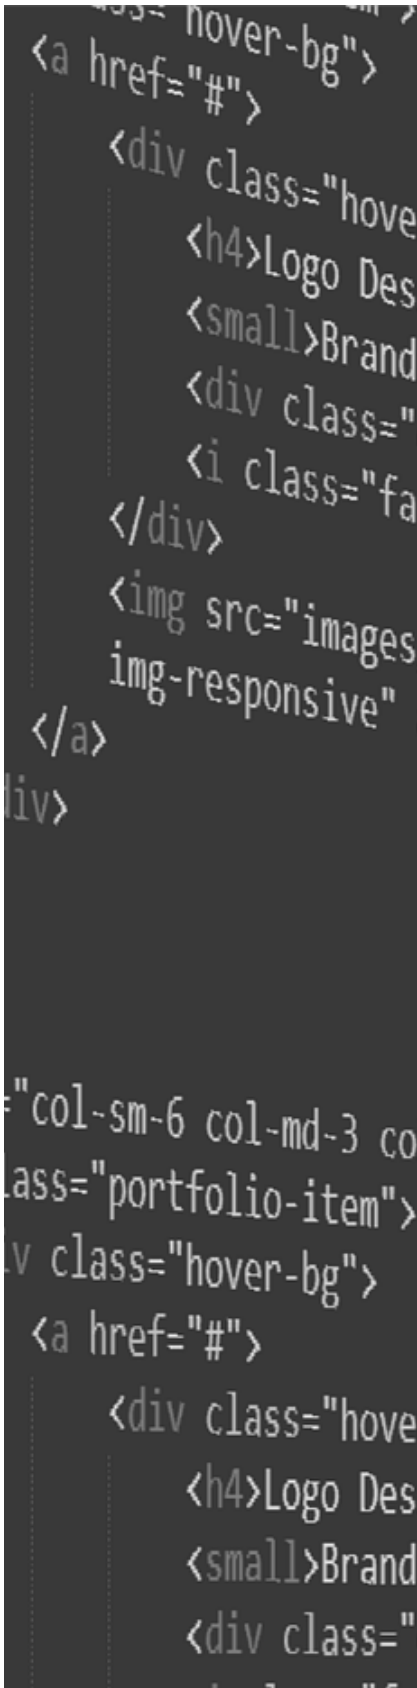 hover-bg">
<a href="#">
<div class="hove
<h4>Logo Des
<small>Brand
<div class="
<i class="fa
</div>
<img src="images
img-responsive"
</a>
div>
="col-sm-6 col-md-3 co
lass="portfolio-item">
iv class="hover-bg">
<a href="#">
<div class="hove
<h4>Logo Des
<small>Brand
<div class="